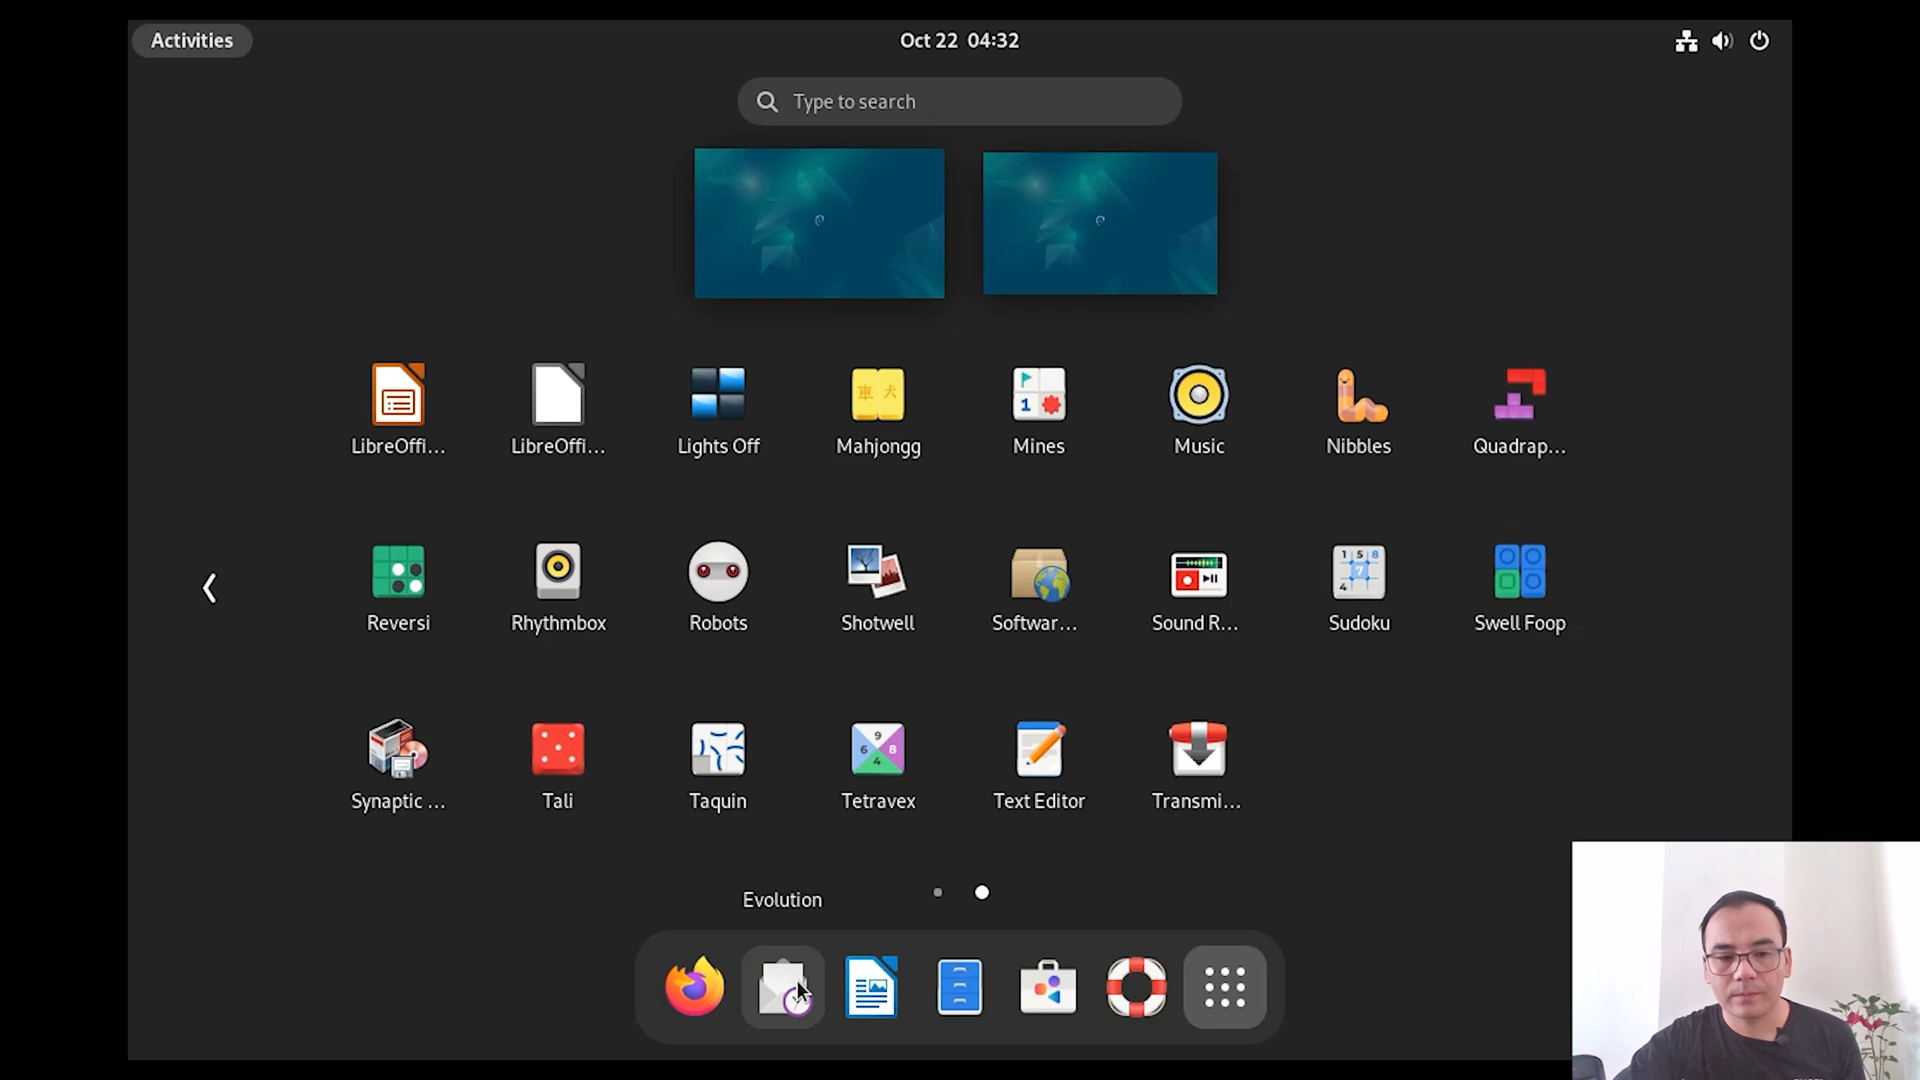 Activities
Oct 22 04:32
Type to search
LibreOffi...
LibreOffi...
Lights Off
Mahjongg
Mines
Music
Nibbles
Quadrap...
Reversi
Rhythmbox
Robots
Shotwell
Softwar...
Sound R...
Sudoku
Swell Foop
Synaptic ...
Tali
Taquin
Tetravex
Text Editor
Transmi...
Evolution